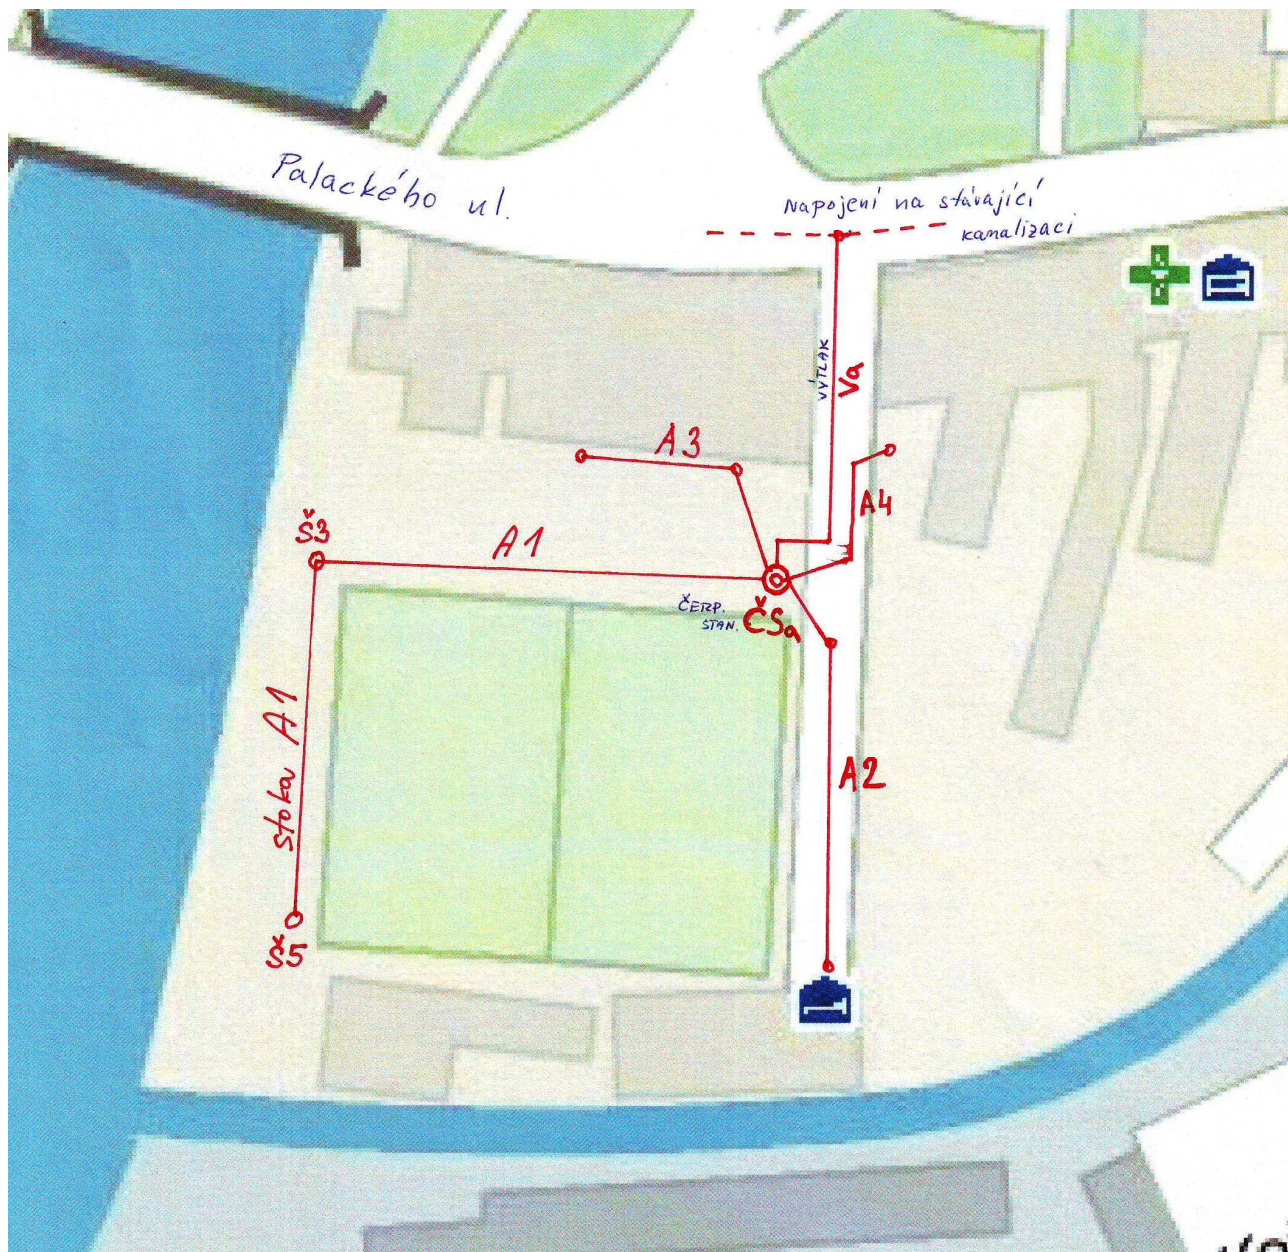 Palackého ul.
Napojení na stávající
kanalizaci
VÝTLAK
Va
A3
A4
Š3
A1
ČERP.
STAN.
ČSa
stoka A1
A2
Š5